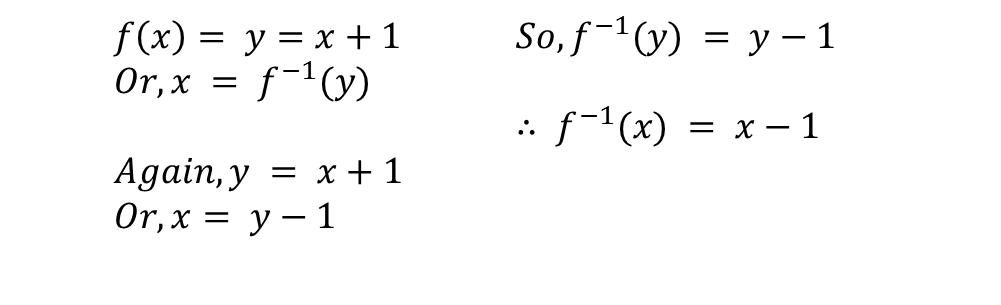 f(x) = y = x + 1
Or, x = f⁻¹(y)
Again, y = x + 1
Or, x = y − 1
So, f⁻¹(y) = y − 1
∴ f⁻¹(x) = x − 1